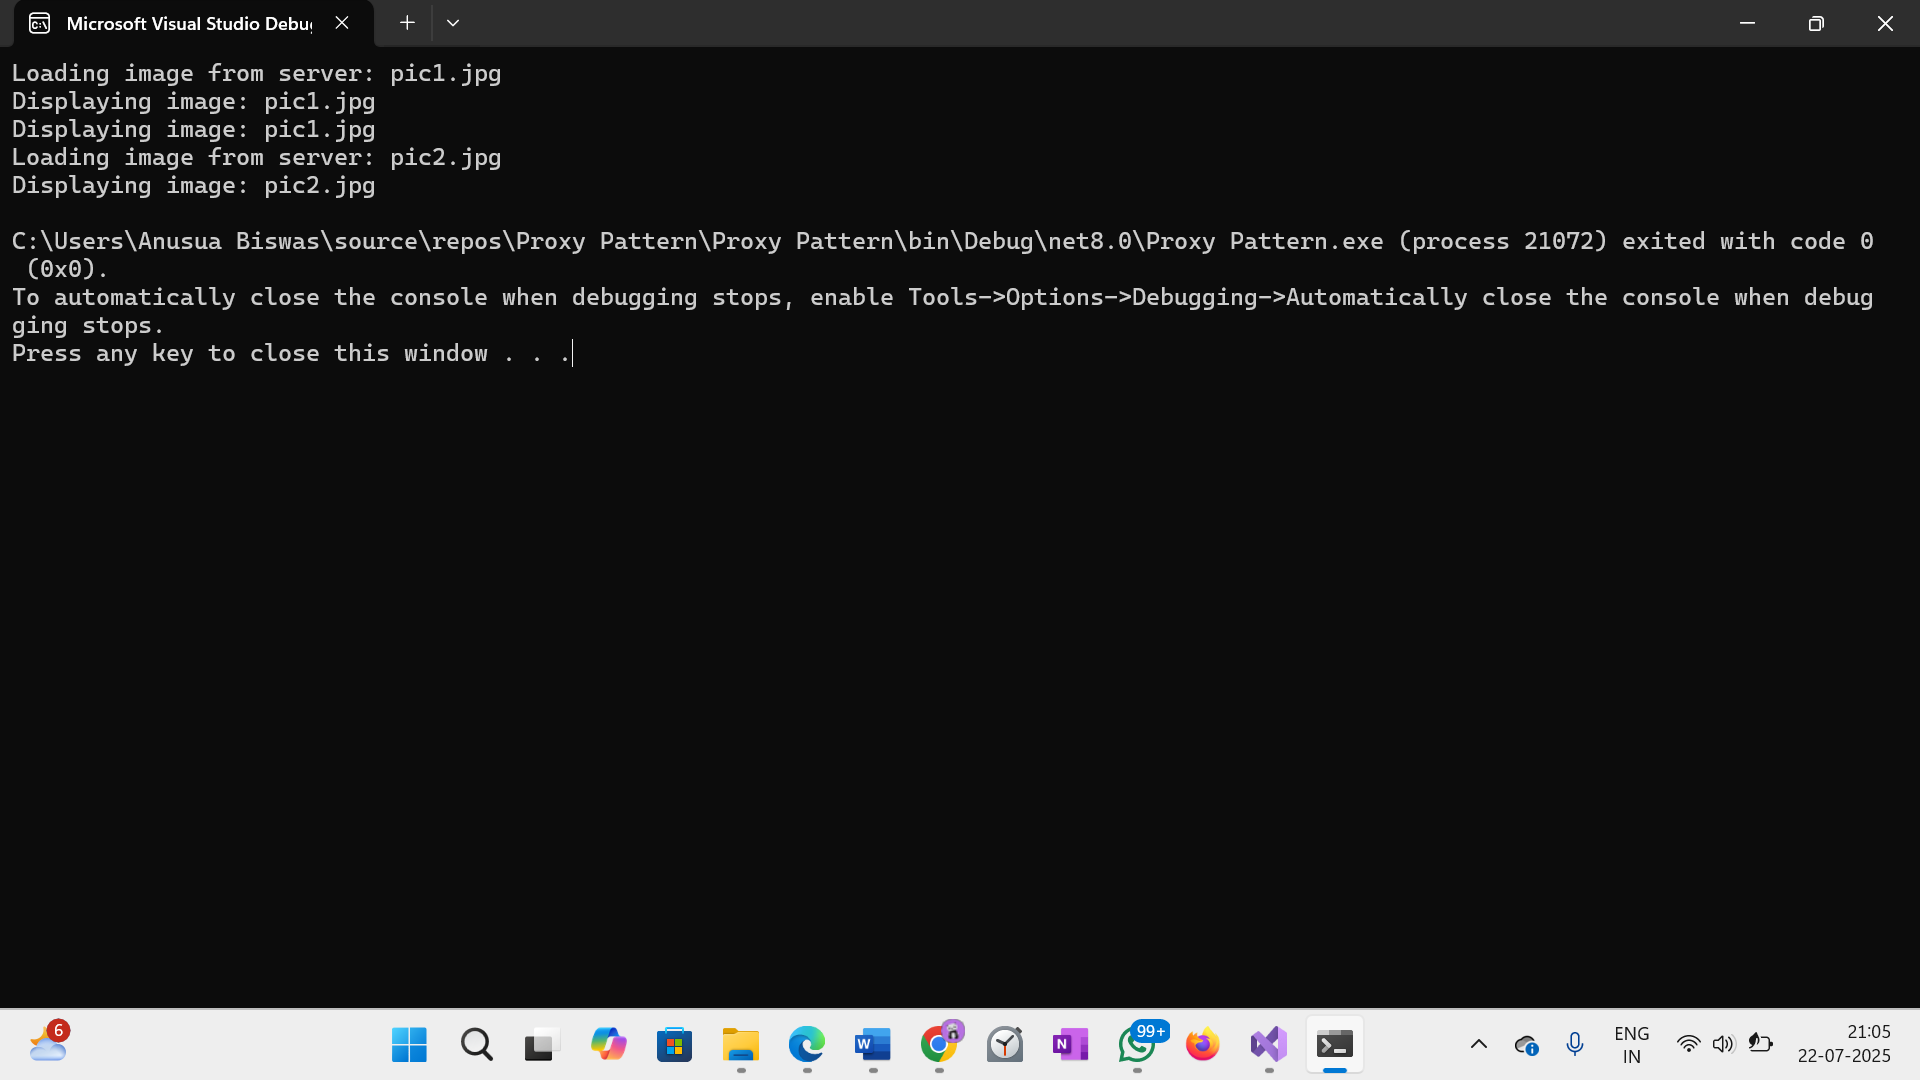 Microsoft Visual Studio Debu
Loading image from server: pic1.jpg
Displaying image: pic1.jpg
Displaying image: pic1.jpg
Loading image from server: pic2.jpg
Displaying image: pic2.jpg
C:\Users\Anusua Biswas\source\repos\Proxy Pattern\Proxy Pattern\bin\Debug\net8.0\Proxy Pattern.exe (process 21072) exited with code 0
(0x0).
To automatically close the console when debugging stops, enable Tools->Options->Debugging->Automatically close the console when debug
ging stops.
Press any key to close this window . . .
6
99+
ENG
IN
21:05
22-07-2025